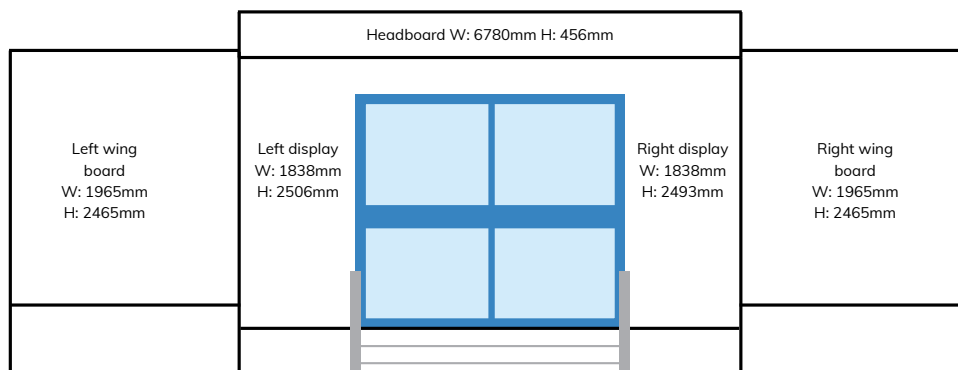 Headboard W: 6780mm H: 456mm
Left wing
board
W: 1965mm
H: 2465mm
Left display
W: 1838mm
H: 2506mm
Right display
W: 1838mm
H: 2493mm
Right wing
board
W: 1965mm
H: 2465mm